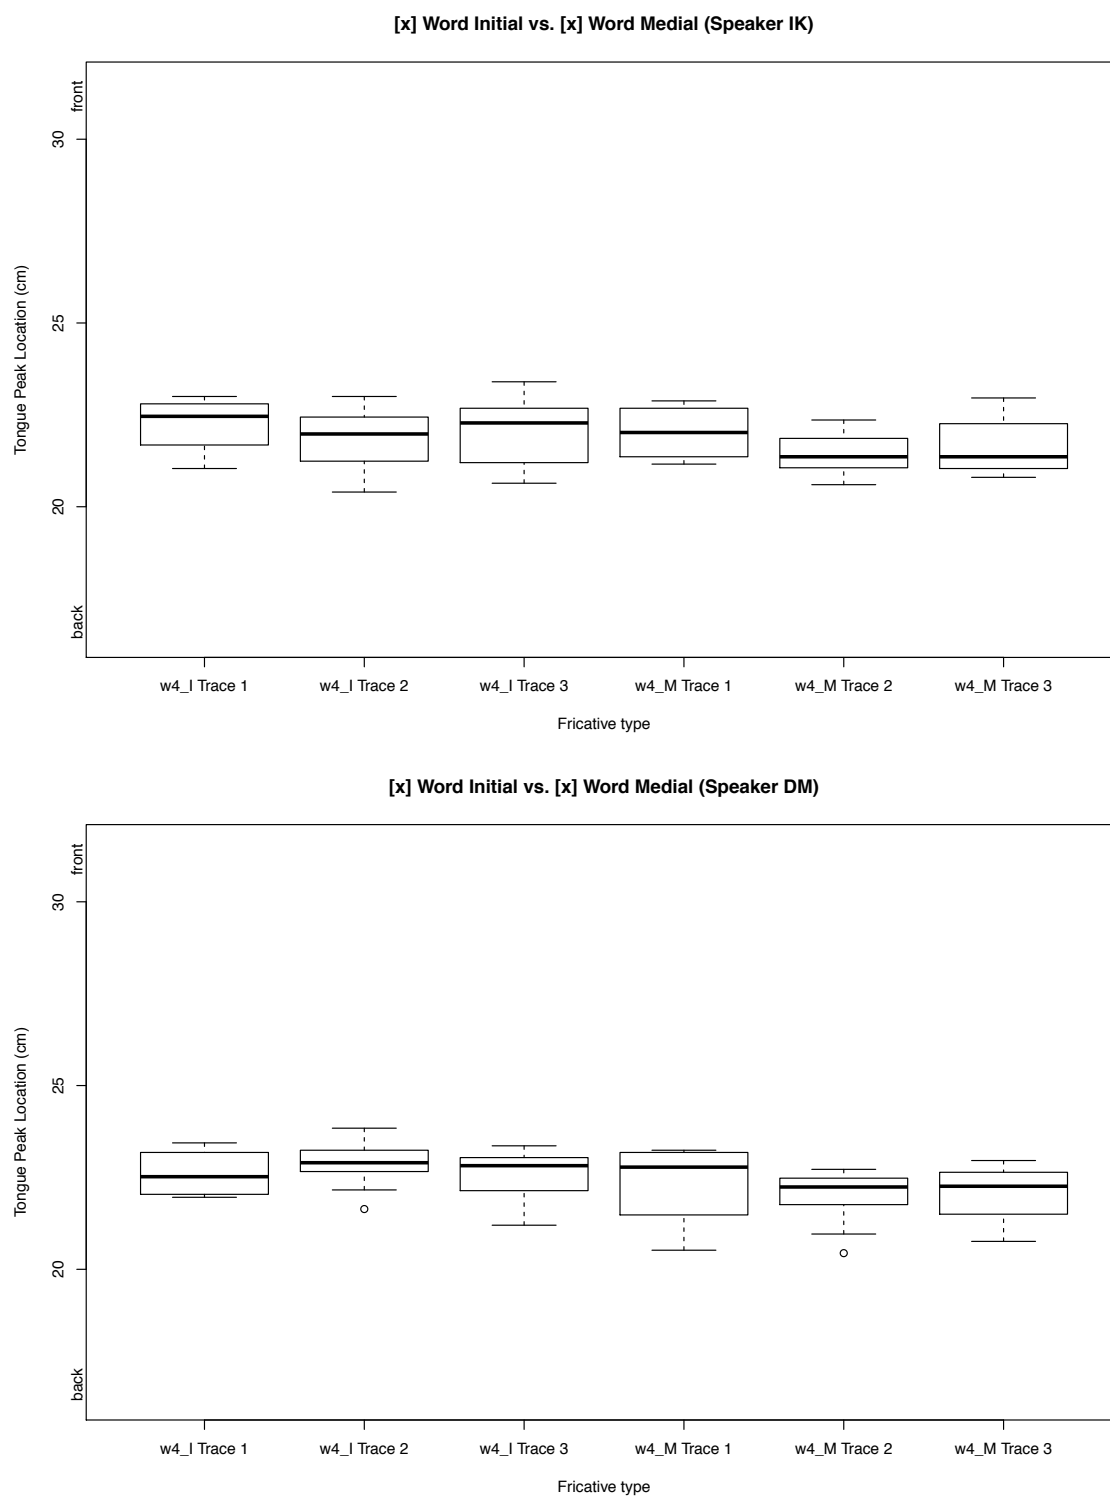 [x] Word Initial vs. [x] Word Medial (Speaker IK)
front
30
25
20
back
Tongue Peak Location (cm)
w4_I Trace 1 w4_I Trace 2 w4_I Trace 3 w4_M Trace 1 w4_M Trace 2 w4_M Trace 3
Fricative type
[x] Word Initial vs. [x] Word Medial (Speaker DM)
front
30
25
20
back
Tongue Peak Location (cm)
w4_I Trace 1 w4_I Trace 2 w4_I Trace 3 w4_M Trace 1 w4_M Trace 2 w4_M Trace 3
Fricative type